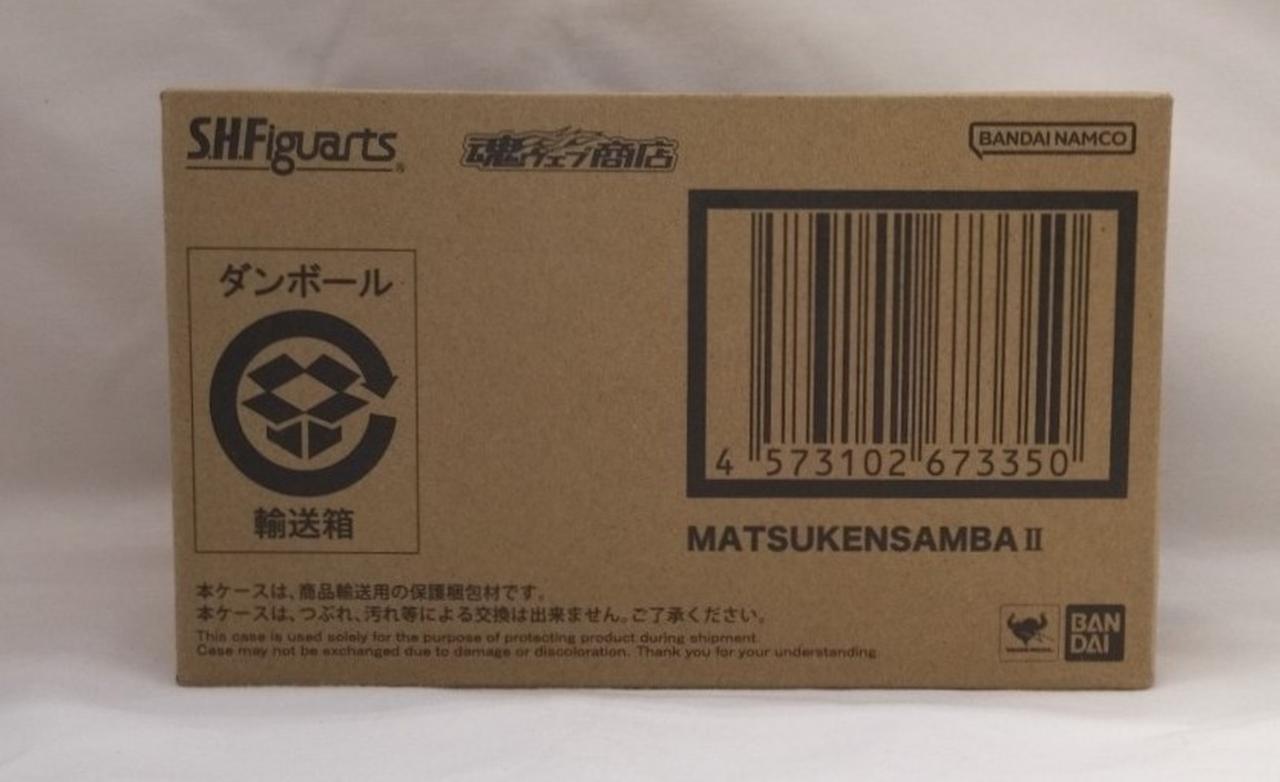 S.H.Figuarts®
魂ウェブ商店
BANDAI NAMCO
ダンボール
輸送箱
4 573102 673350
MATSUKENSAMBA II
本ケースは、商品輸送用の保護梱包材です。
本ケースは、つぶれ、汚れ等による交換は出来ません。ご了承ください。
This case is used solely for the purpose of protecting product during shipment.
Case may not be exchanged due to damage or discoloration. Thank you for your understanding.
BAN
DAI